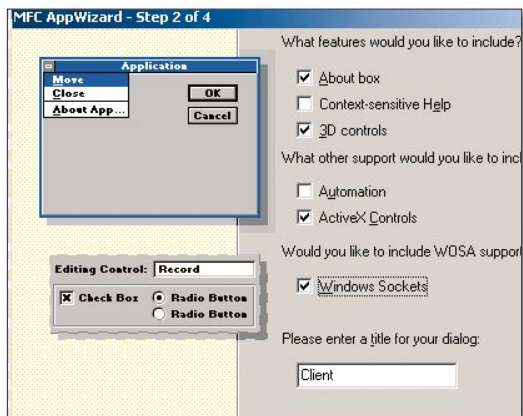 MFC AppWizard - Step 2 of 4
What features would you like to include?
Application
Move
Close
About App...
OK
Cancel
About box
Context-sensitive Help
3D controls
What other support would you like to incl
Automation
ActiveX Controls
Would you like to include WOSA support
Editing Control: Record
Check Box
Radio Button
Radio Button
Windows Sockets
Please enter a title for your dialog:
Client